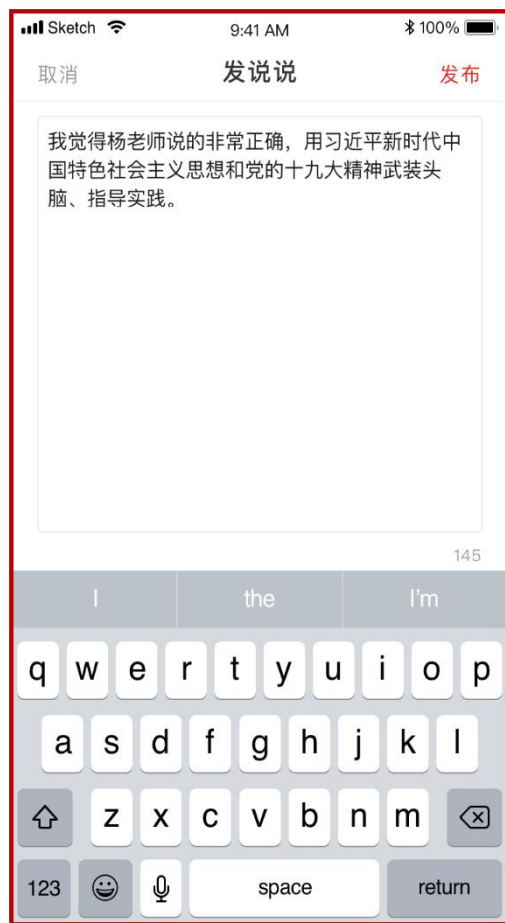 Sketch 9:41 AM 100%
取消 发说说 发布
我觉得杨老师说的非常正确，用习近平新时代中
国特色社会主义思想和党的十九大精神武装头
脑、指导实践。
145
I the I'm
q w e r t y u i o p
a s d f g h j k l
z x c v b n m
123 space return